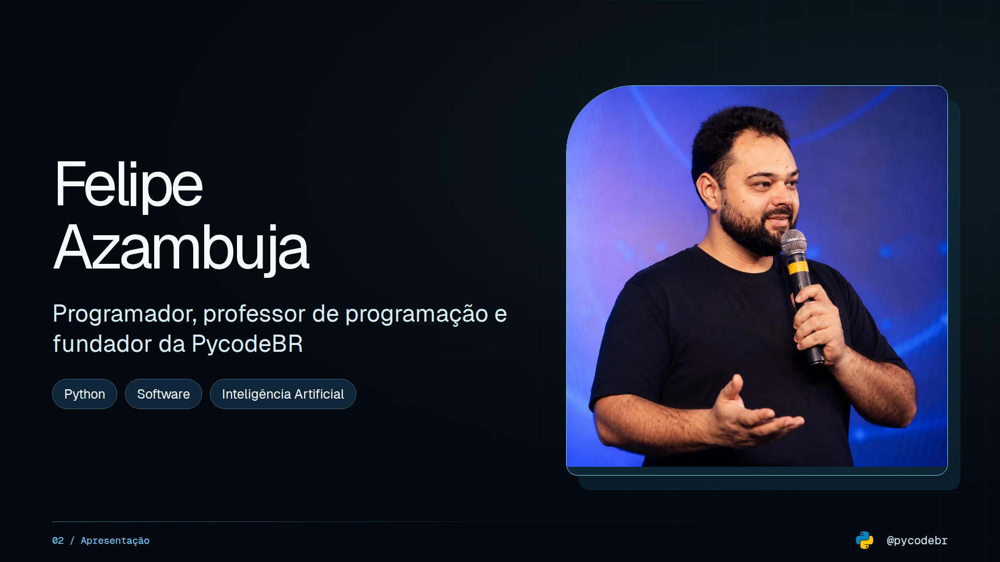 Felipe
Azambuja
Programador, professor de programação e
fundador da PycodeBR
Python
Software
Inteligência Artificial
02 / Apresentação
@pycodebr